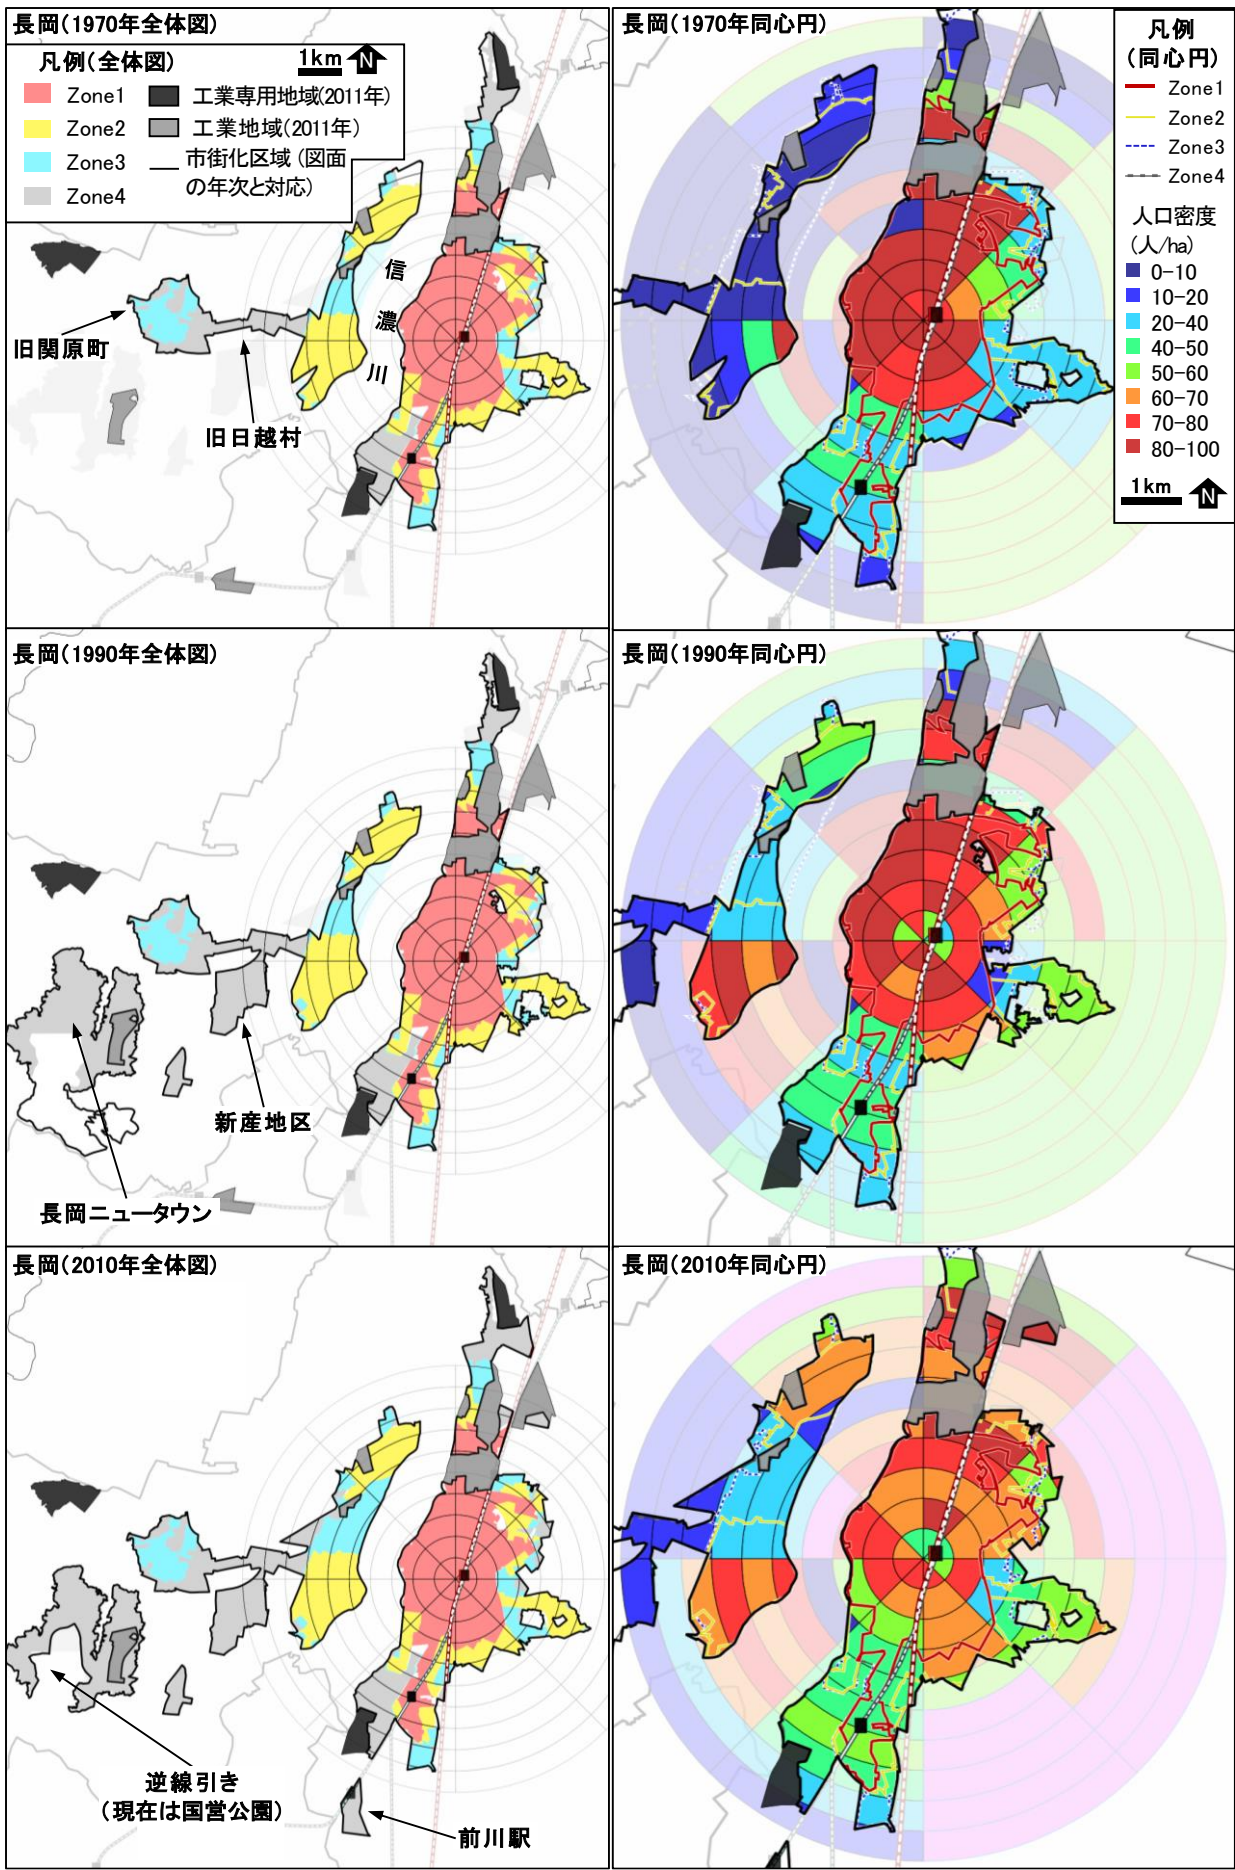 長岡(1970年全体図)
凡例(全体図)
1km
N
Zone1
工業専用地域(2011年)
Zone2
工業地域(2011年)
Zone3
市街化区域 (図面
の年次と対応)
Zone4
信
濃
川
旧関原町
旧日越村
長岡(1970年同心円)
凡例
(同心円)
Zone1
Zone2
Zone3
Zone4
人口密度
(人/ha)
0-10
10-20
20-40
40-50
50-60
60-70
70-80
80-100
1km
N
長岡(1990年全体図)
新産地区
長岡ニュータウン
長岡(1990年同心円)
長岡(2010年全体図)
逆線引き
(現在は国営公園)
前川駅
長岡(2010年同心円)